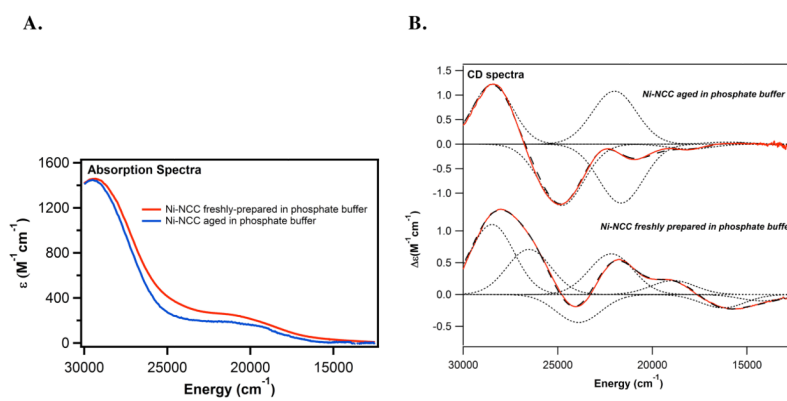 A.
B.
Absorption Spectra
Ni-NCC freshly-prepared in phosphate buffer
Ni-NCC aged in phosphate buffer
1600
1200
800
400
0
ε (M⁻¹ cm⁻¹)
30000 25000 20000 15000
Energy (cm⁻¹)
CD spectra
Ni-NCC aged in phosphate buffer
1.5
1.0
0.5
0.0
-0.5
-1.0
Ni-NCC freshly prepared in phosphate buffer
1.0
0.5
0.0
-0.5
Δε(M⁻¹cm⁻¹)
30000 25000 20000 15000
Energy (cm⁻¹)